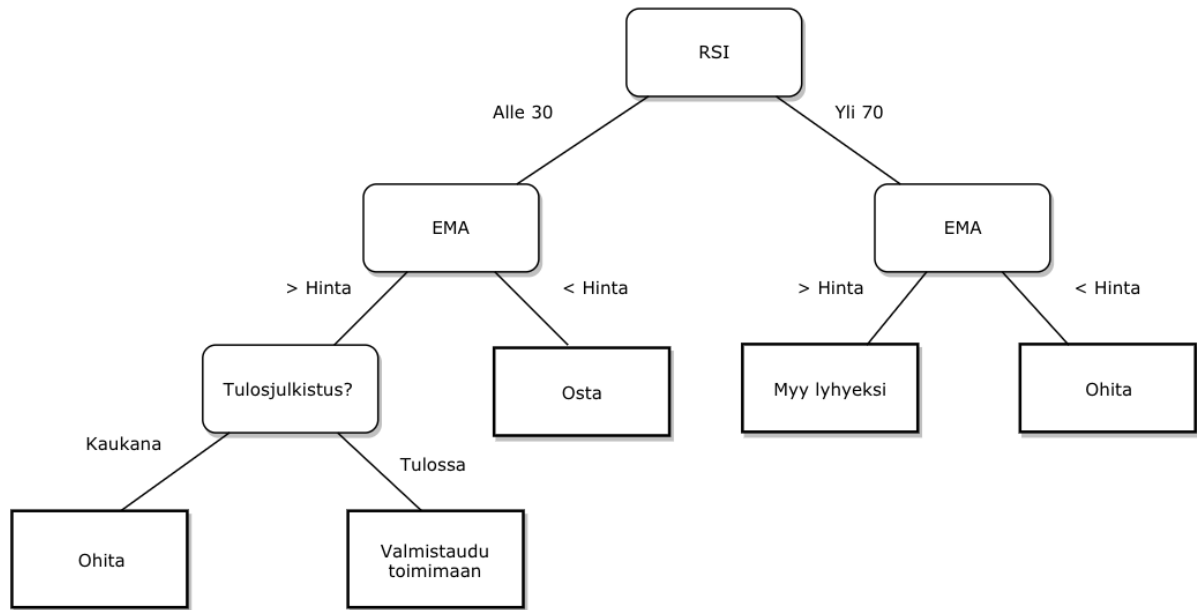 RSI
Alle 30
Yli 70
EMA
EMA
> Hinta
< Hinta
> Hinta
< Hinta
Tulosjulkistus?
Osta
Myy lyhyeksi
Ohita
Kaukana
Tulossa
Ohita
Valmistaudu
toimimaan